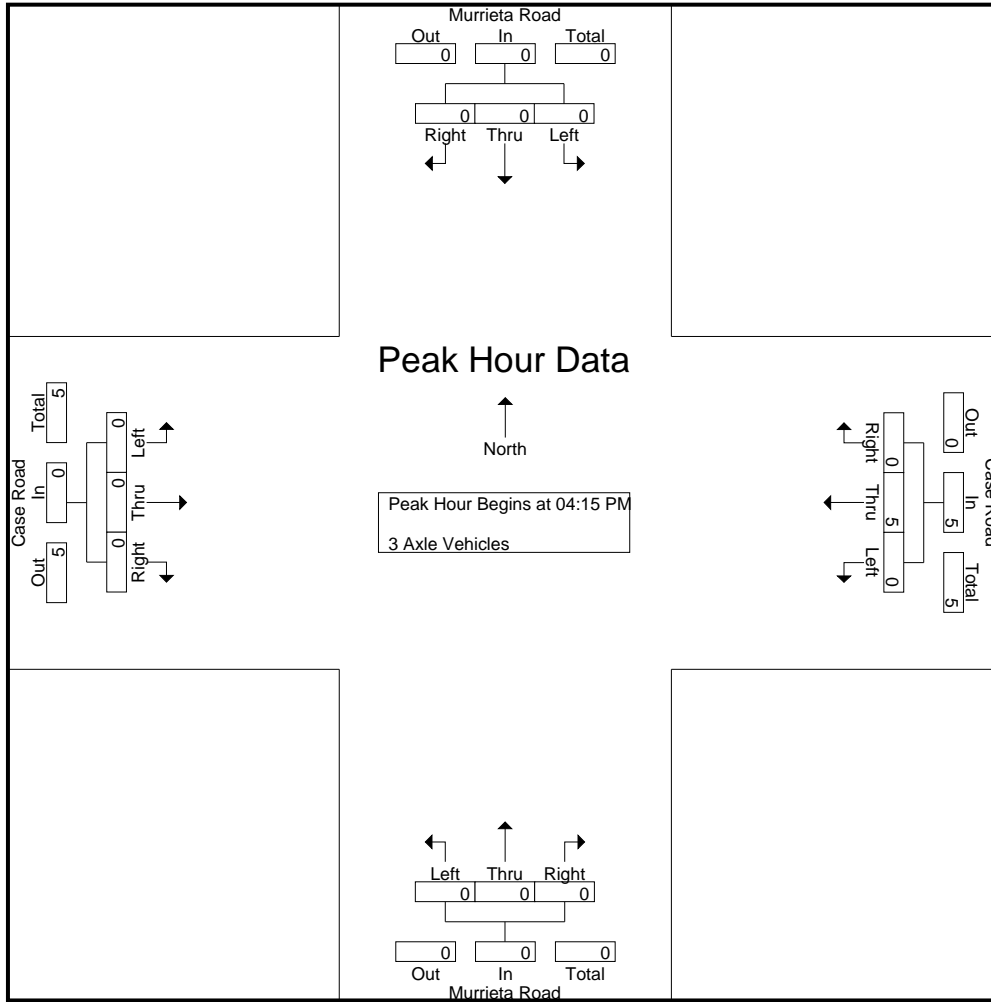 Murrieta Road
Out In Total
0 0 0
0 0 0
Right Thru Left
Peak Hour Data
North
Peak Hour Begins at 04:15 PM
3 Axle Vehicles
Case Road
Total In Out
5 0 5
0 0 0
Left Thru Right
Case Road
Out In Total
0 5 5
0 5 0
Right Thru Left
Left Thru Right
0 0 0
0 0 0
Out In Total
Murrieta Road